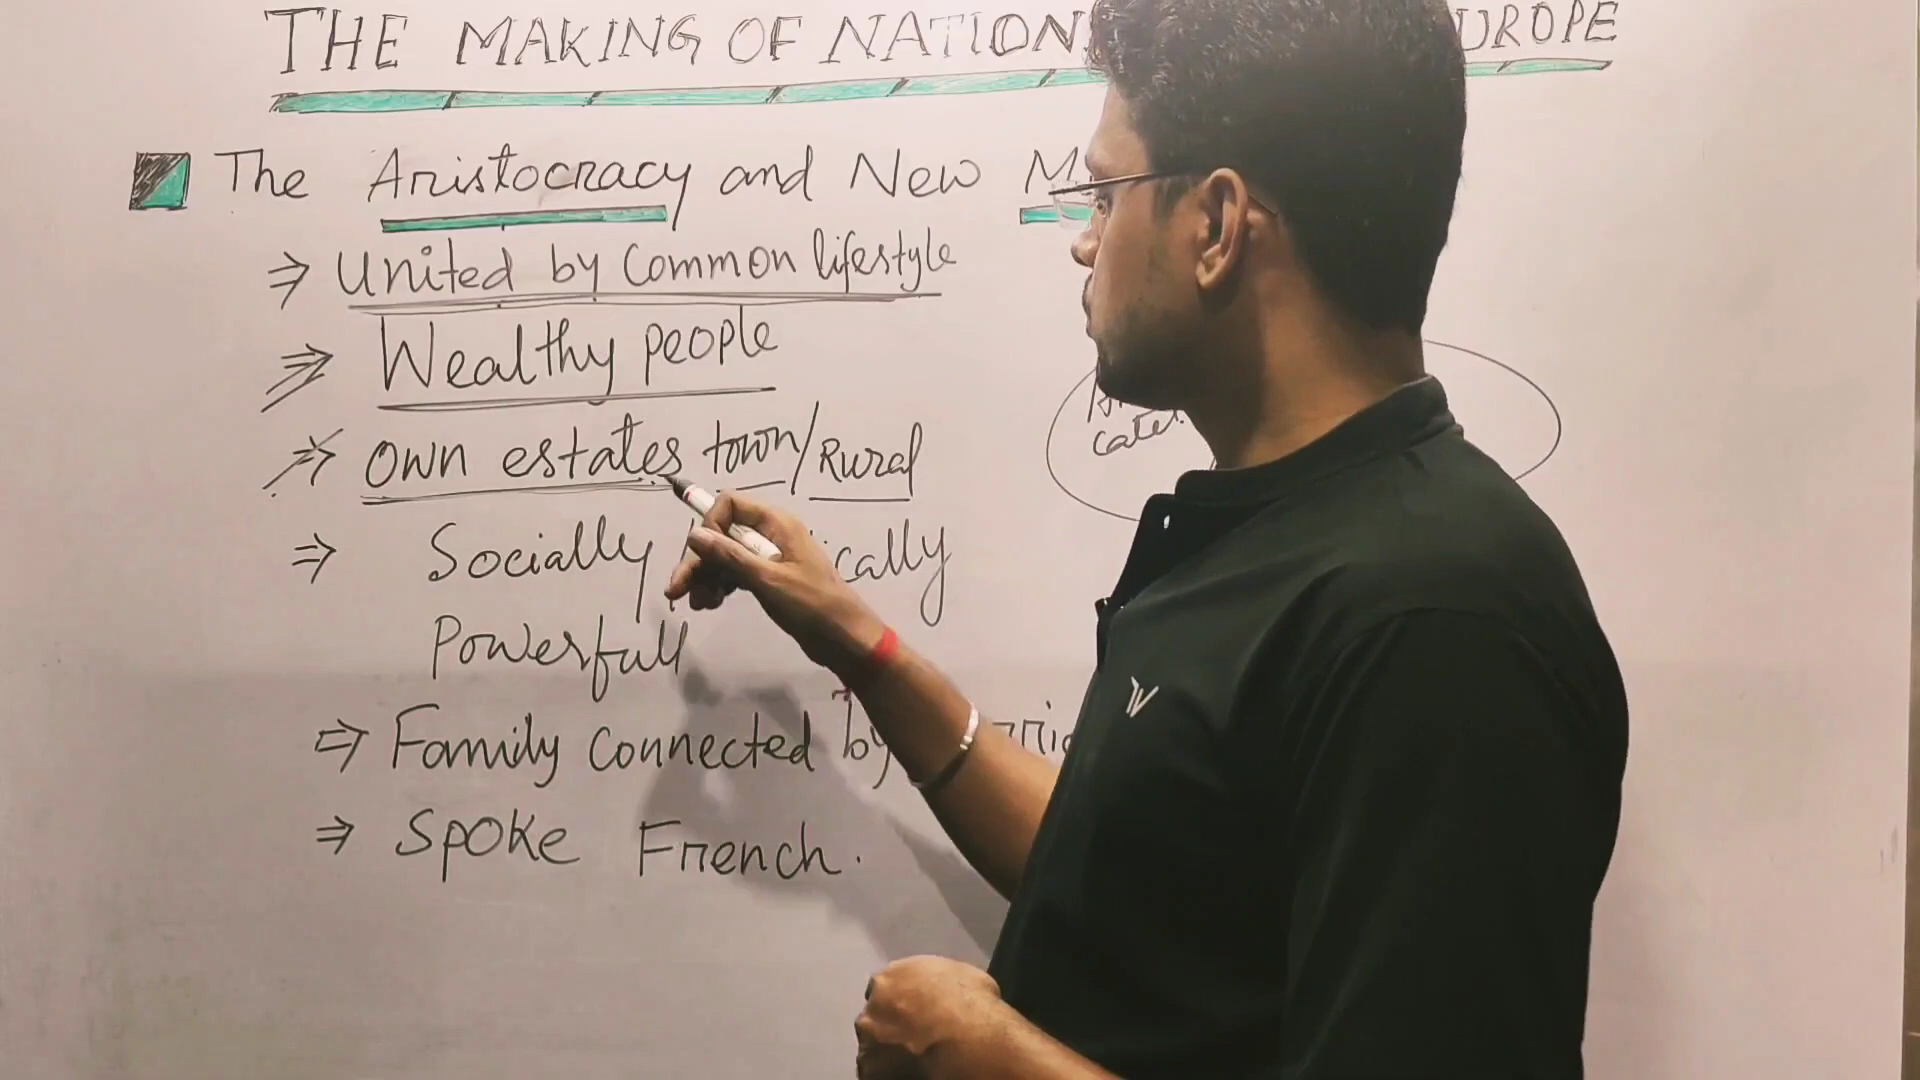 THE MAKING OF NATION UROPE
The Aristocracy and New M
⇒ United by Common lifestyle
⇒ Wealthy people
⇒ Own estates town/Rural
⇒ Socially / ically
Powerfull
⇒ Family connected by
⇒ Spoke French.
cate